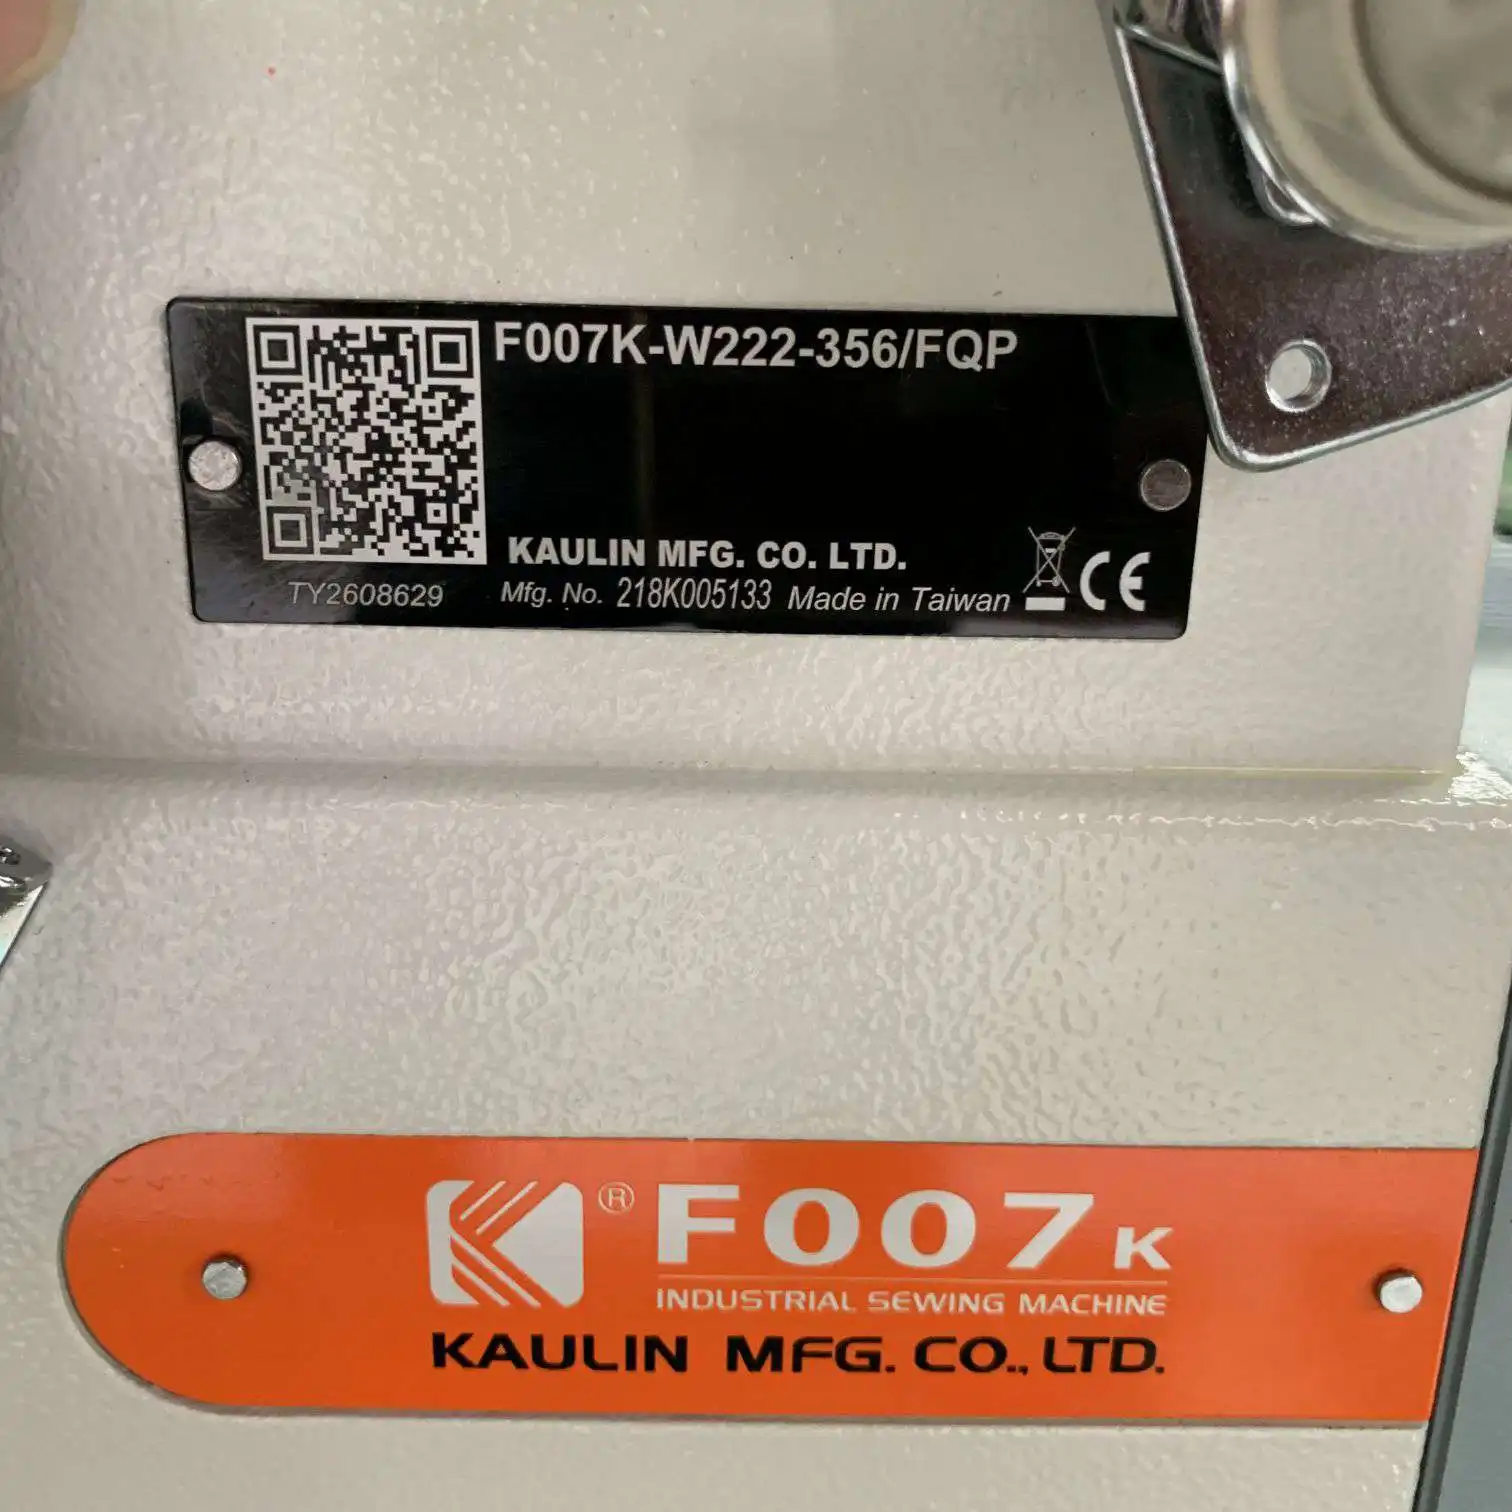 F007K-W222-356/FQP
KAULIN MFG. CO. LTD.
TY2608629
Mfg. No. 218K005133 Made in Taiwan CE
K ® F007K
INDUSTRIAL SEWING MACHINE
KAULIN MFG. CO., LTD.